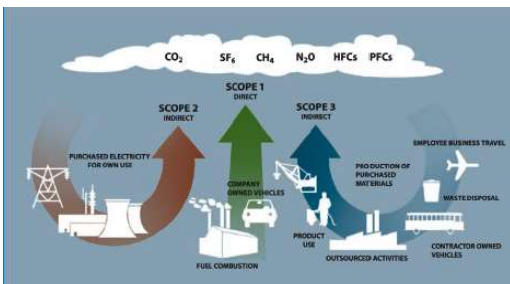 CO₂ SF₆ CH₄ N₂O HFCs PFCs
SCOPE 1
DIRECT
SCOPE 2
INDIRECT
SCOPE 3
INDIRECT
PURCHASED ELECTRICITY
FOR OWN USE
COMPANY
OWNED VEHICLES
FUEL COMBUSTION
PRODUCT
USE
PRODUCTION OF
PURCHASED
MATERIALS
OUTSOURCED ACTIVITIES
EMPLOYEE BUSINESS TRAVEL
WASTE DISPOSAL
CONTRACTOR OWNED
VEHICLES